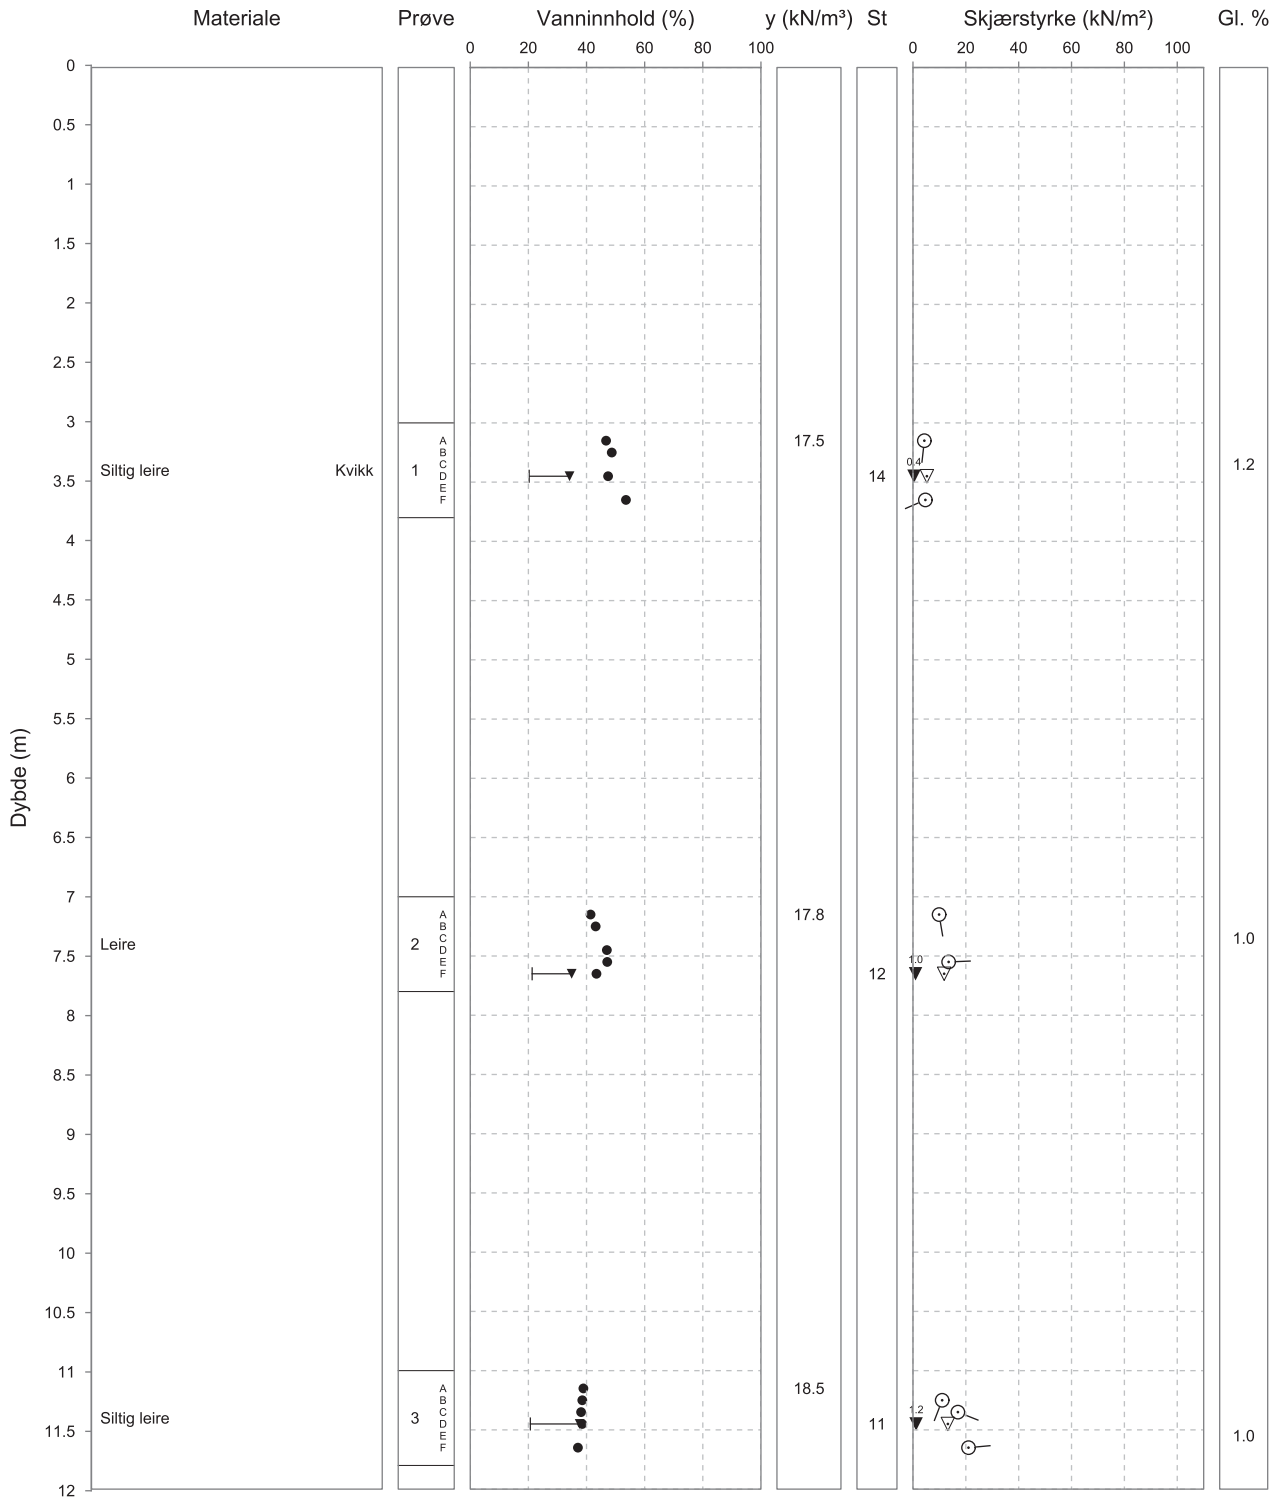 Materiale Prøve Vanninnhold (%) y (kN/m³) St Skjærstyrke (kN/m²) Gl. %
0 20 40 60 80 100 0 20 40 60 80 100
0
0.5
1
1.5
2
2.5
3
A 17.5
B
C 0.4 1.2
Siltig leire Kvikk 1
3.5 D 14
E
F
4
4.5
5
5.5
6
Dybde (m)
6.5
7
A 17.8
B
C 1.0
Leire 2
7.5 D
E 1.0
F 12
8
8.5
9
9.5
10
10.5
11
A 18.5
B
C 1.2
Siltig leire 3
11.5 D 11
E 1.0
F
12